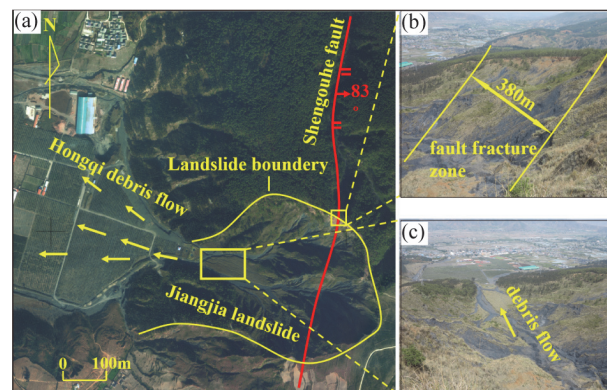 (a)
N
Shengouhe fault
83
°
Landslide boundery
Hongqi debris flow
Jiangjia landslide
0 100m
(b)
380m
fault fracture
zone
(c)
debris flow